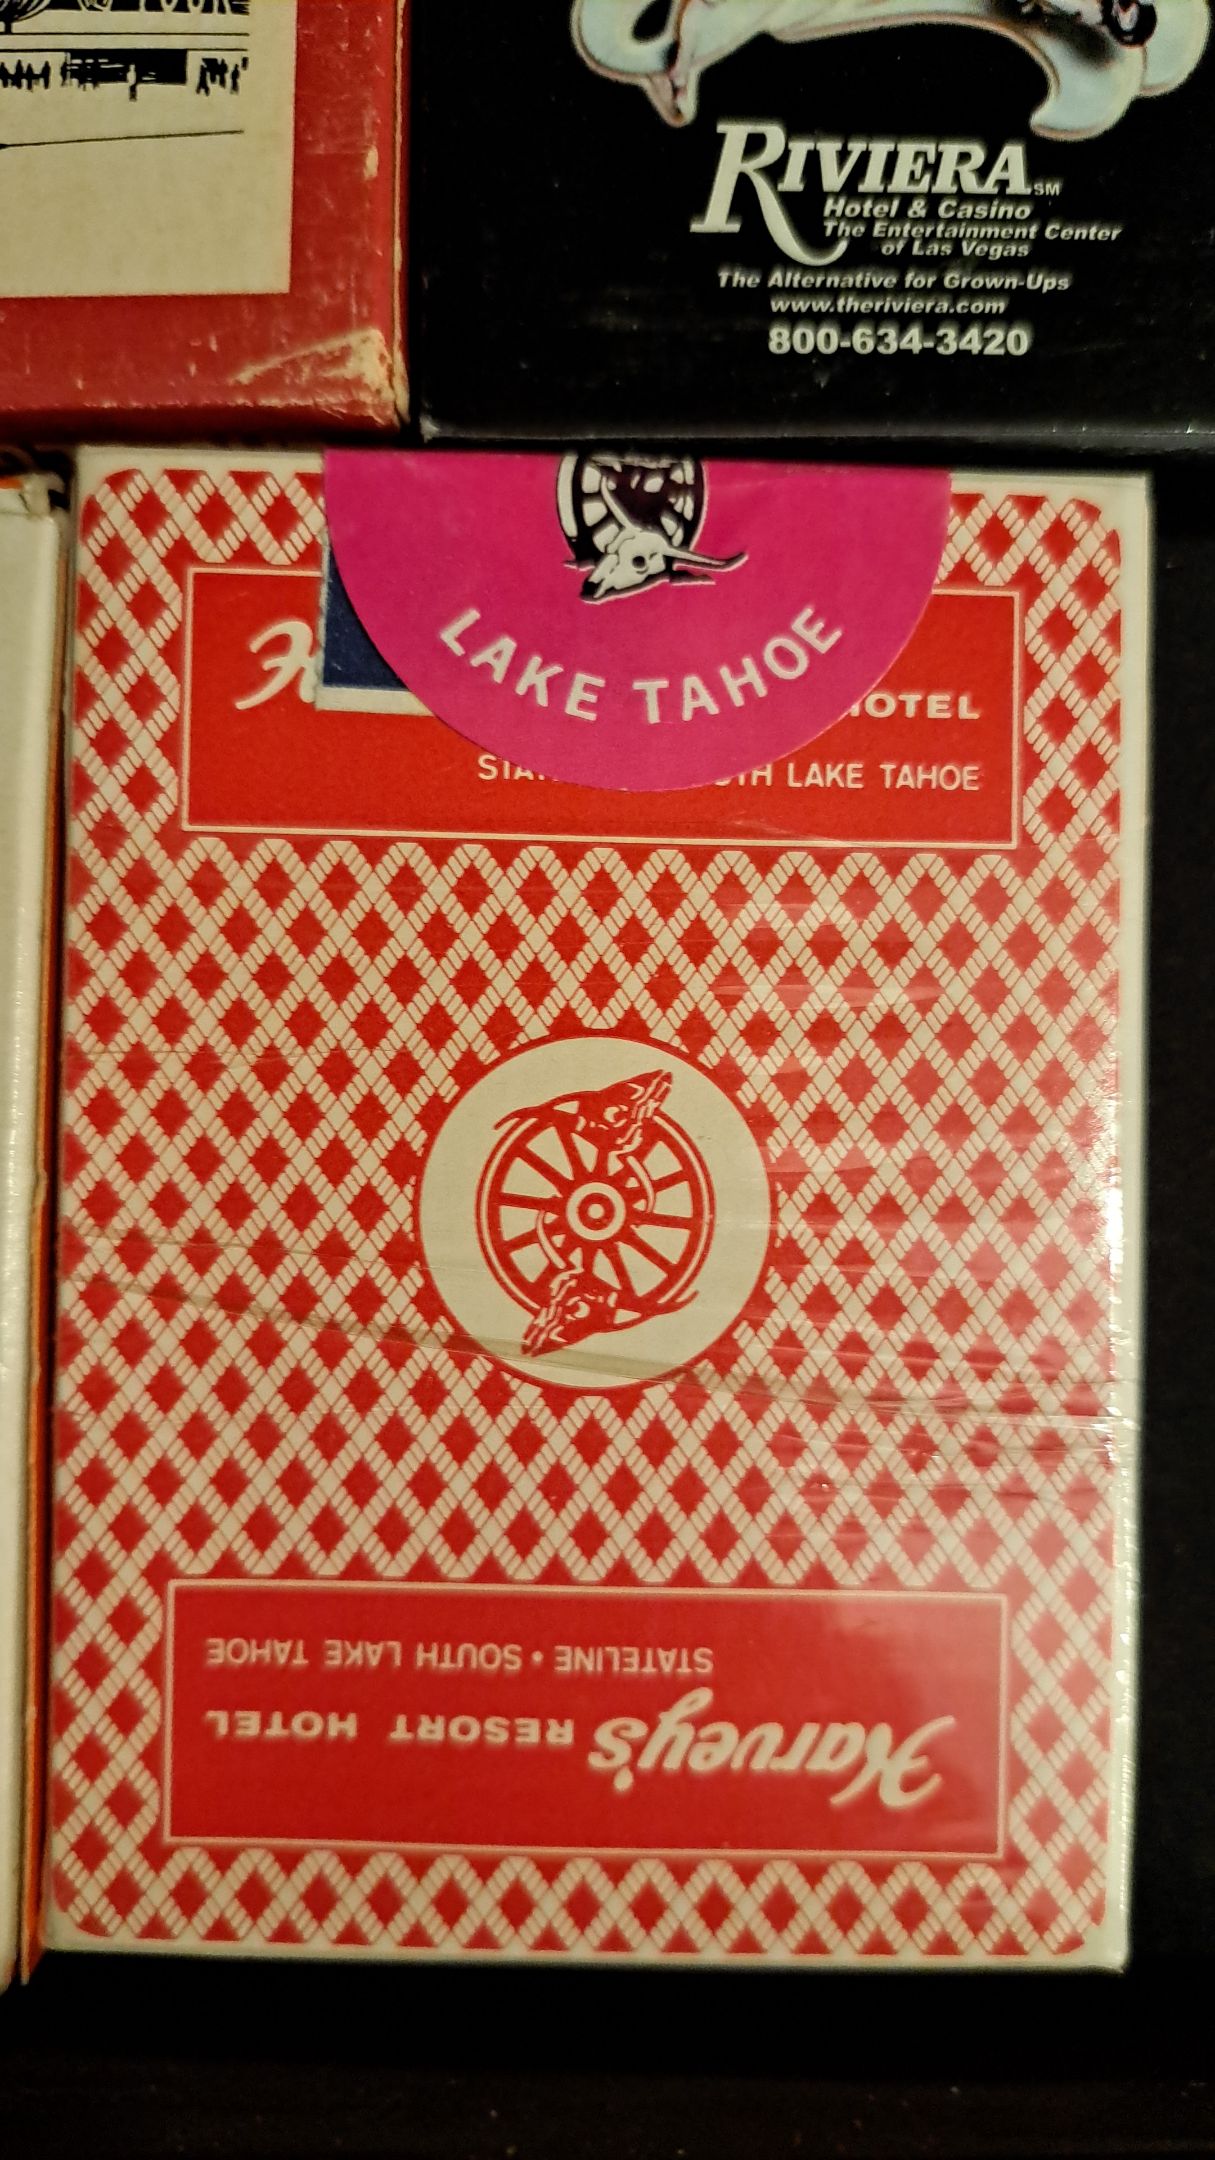 RIVIERA SM
Hotel & Casino
The Entertainment Center
of Las Vegas
The Alternative for Grown-Ups
www.theriviera.com
800-634-3420
LAKE TAHOE
LAKE TAHOE
Harvey's RESORT HOTEL
STATELINE • SOUTH LAKE TAHOE